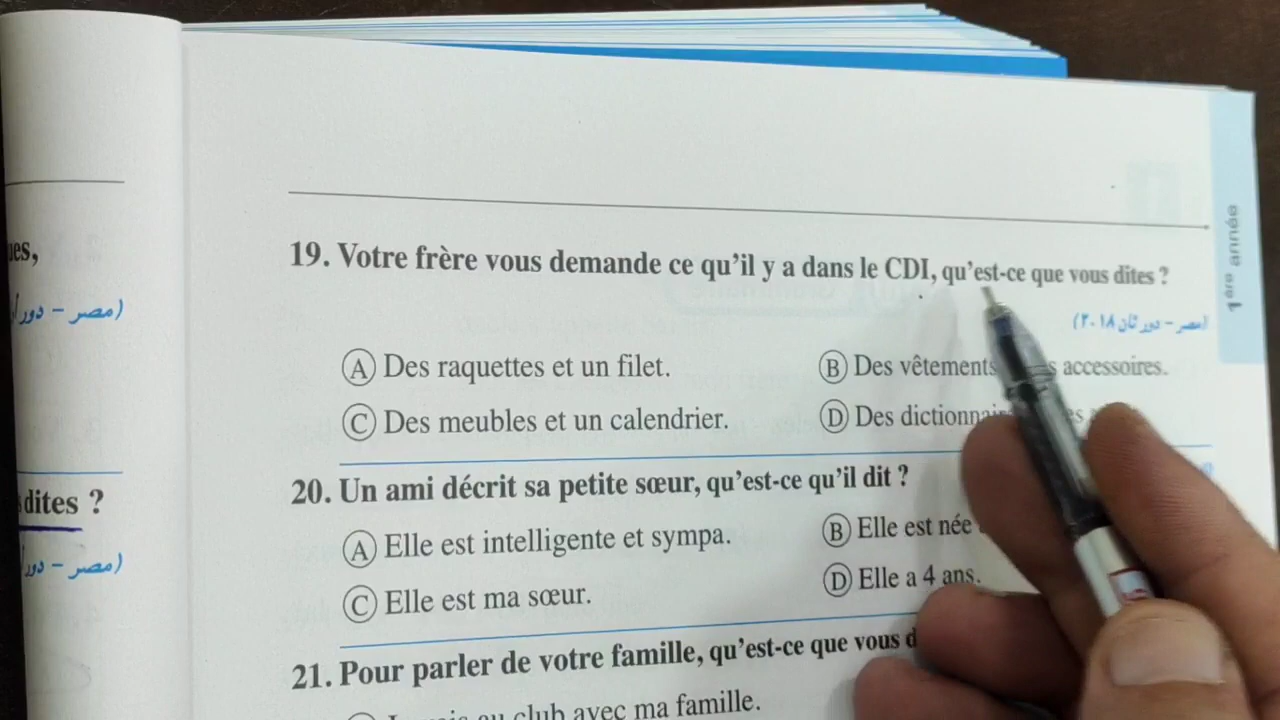 1ère année
19. Votre frère vous demande ce qu'il y a dans le CDI, qu'est-ce que vous dites ?
(مصر - دور ثان ٢٠١٨)
A Des raquettes et un filet.
B Des vêtements accessoires.
C Des meubles et un calendrier.
D Des
20. Un ami décrit sa petite sœur, qu'est-ce qu'il dit ?
A Elle est intelligente et sympa.
B Elle est née
C Elle est ma sœur.
D Elle a 4 ans.
21. Pour parler de votre famille, qu'est-ce que vous
club avec ma famille.
(مصر - دور
dites ?
(مصر - دور